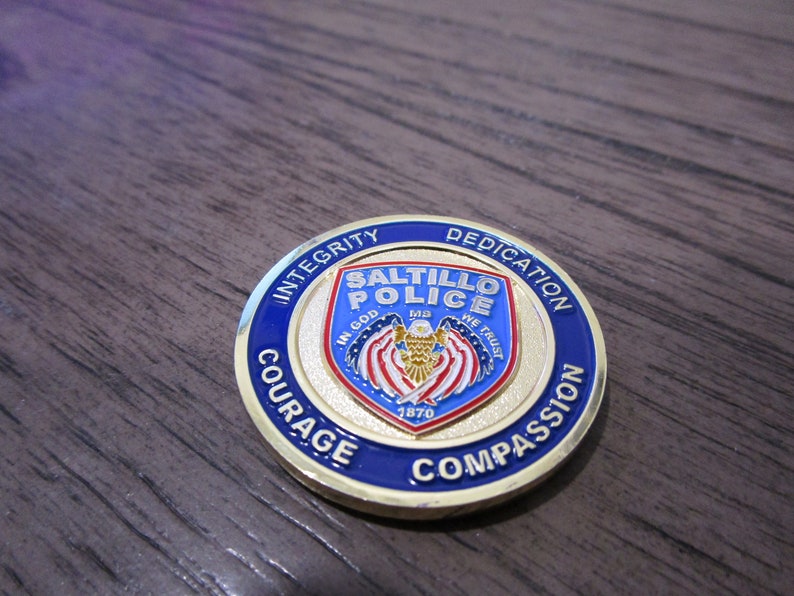 INTEGRITY
DEDICATION
SALTILLO
POLICE
MS
IN GOD
WE TRUST
1870
COURAGE
COMPASSION